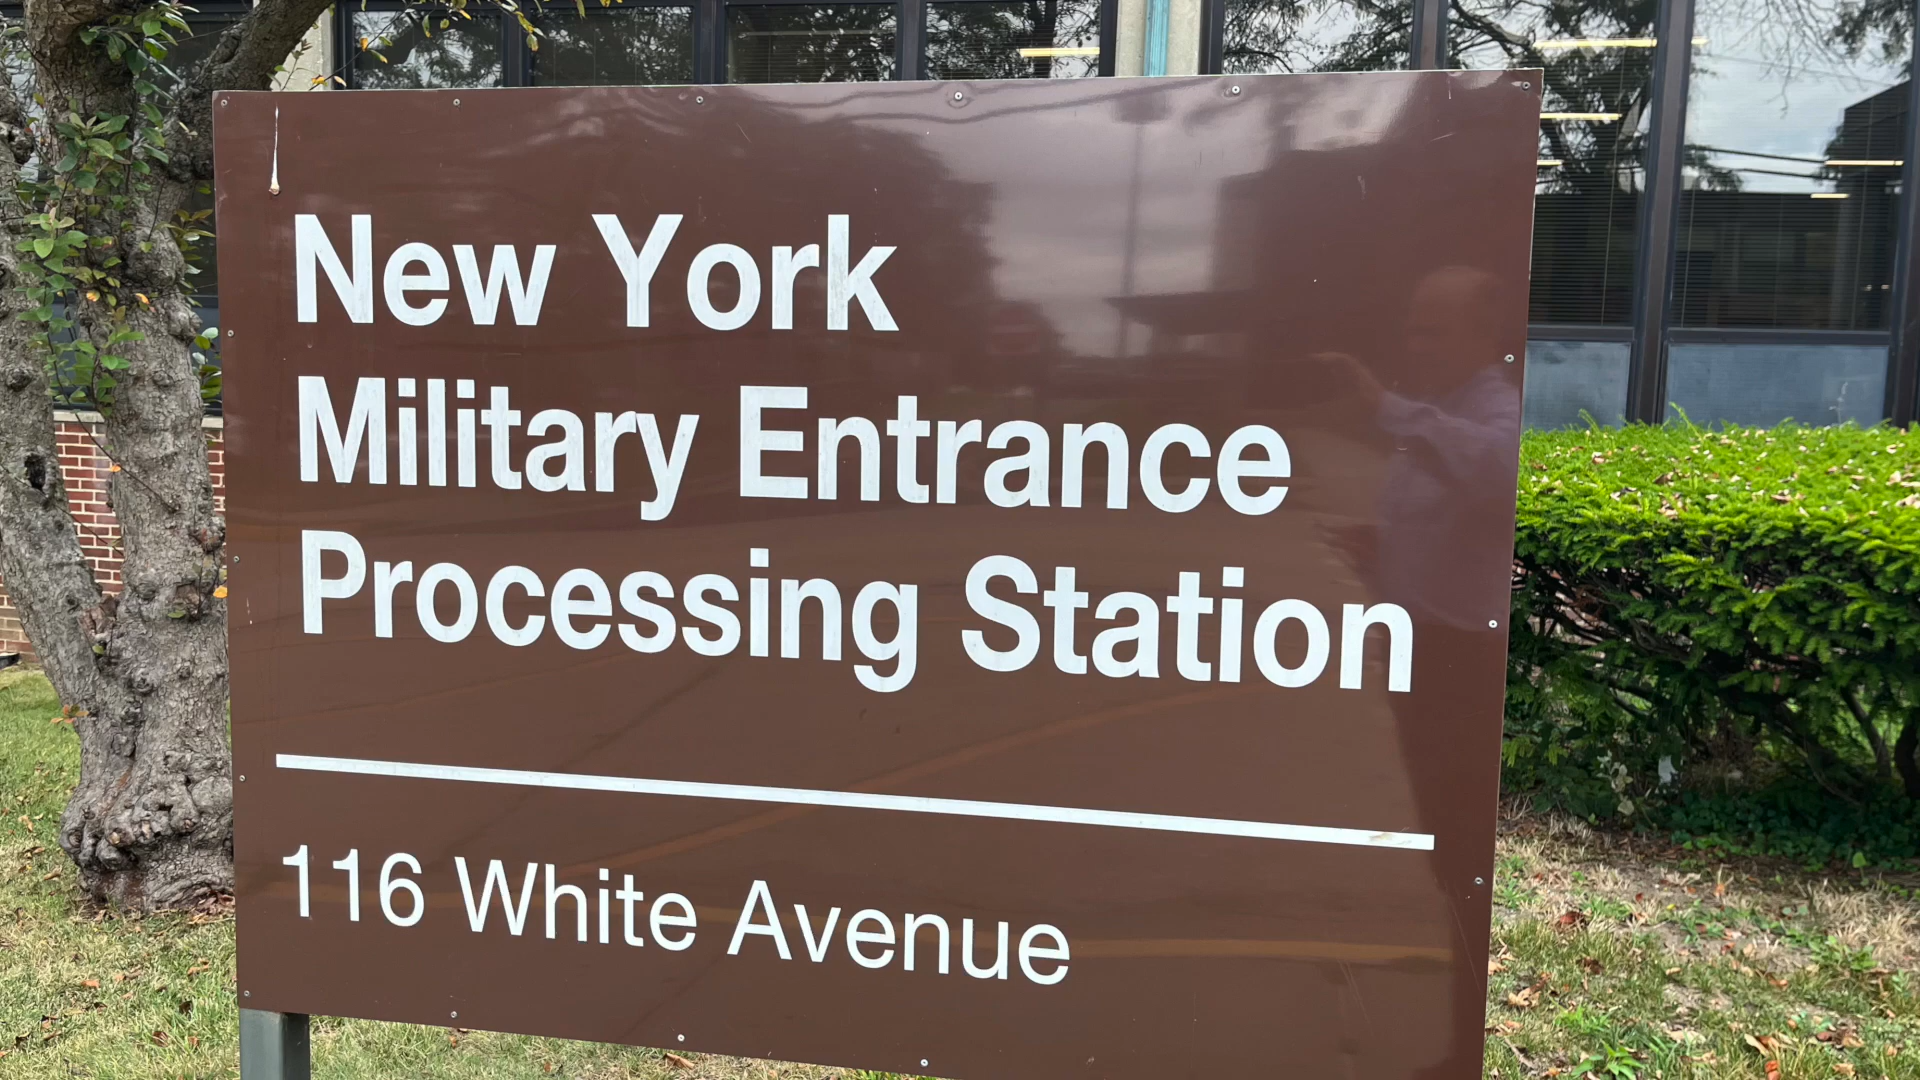 New York
Military Entrance
Processing Station
116 White Avenue